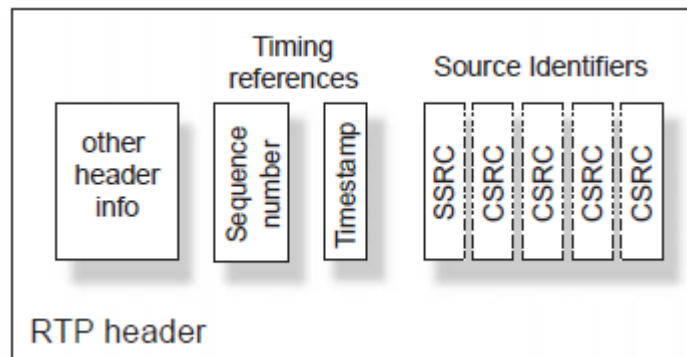 Timing
references
Source Identifiers
other
header
info
Sequence
number
Timestamp
SSRC
CSRC
CSRC
CSRC
CSRC
RTP header